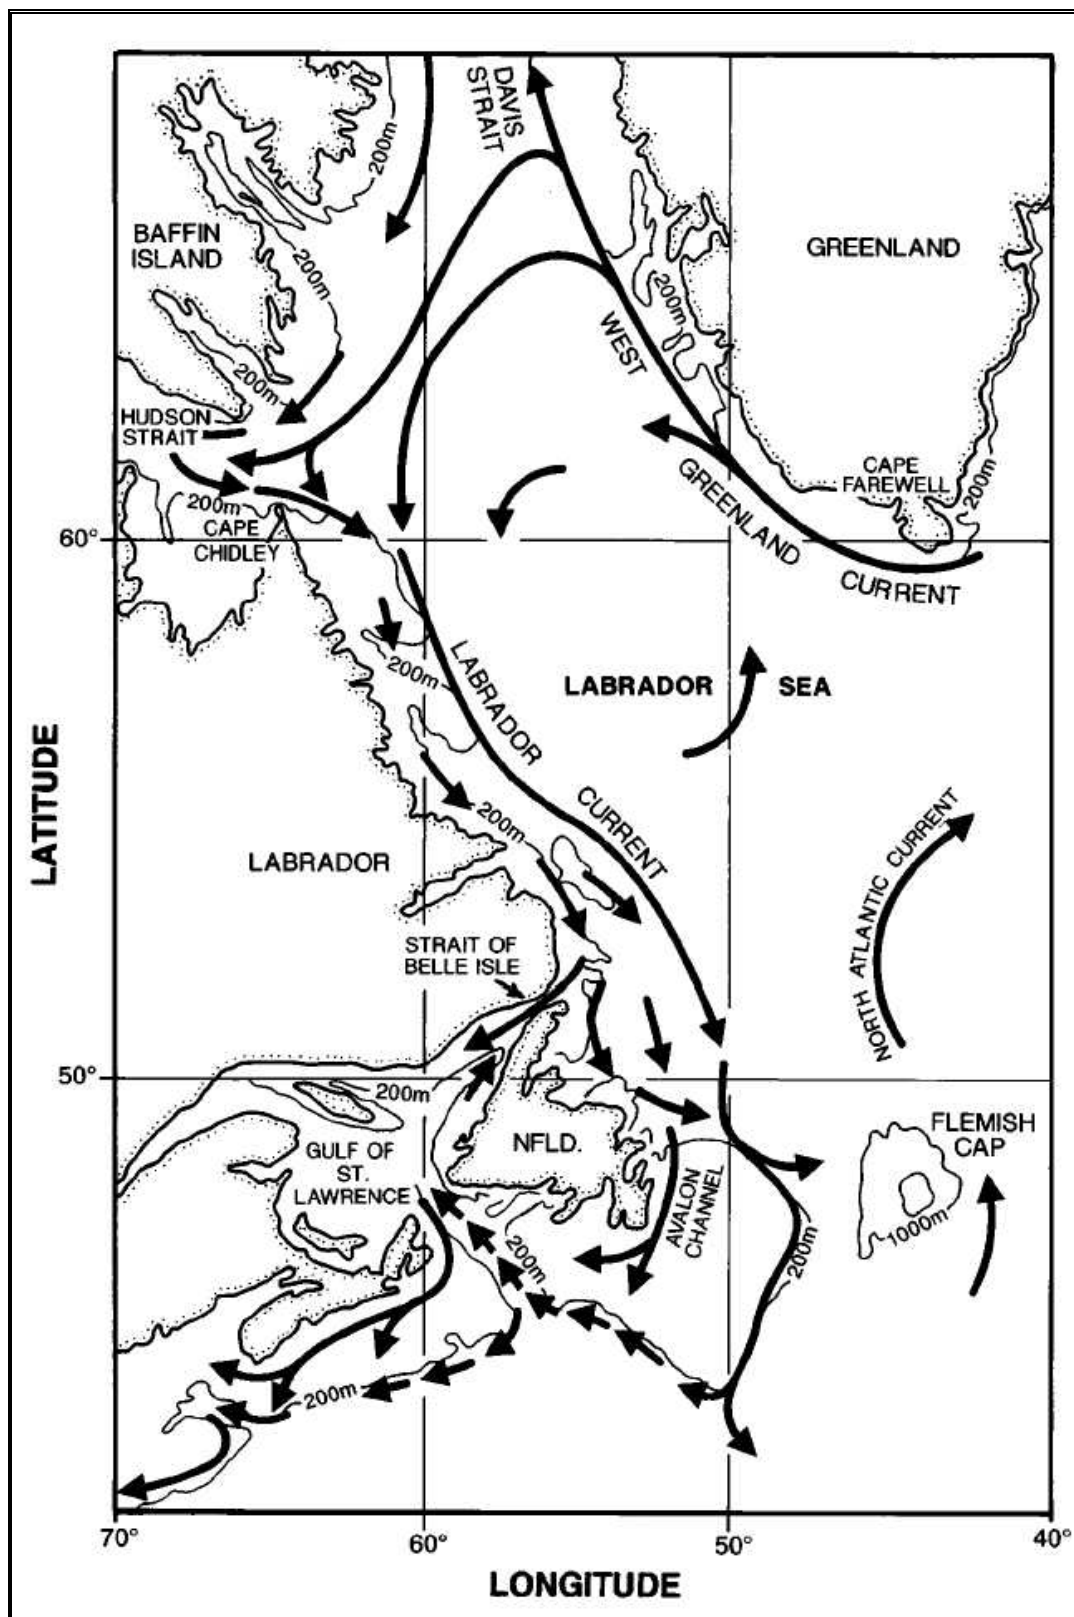 DAVIS
STRAIT
200m
BAFFIN
ISLAND
GREENLAND
200m
200m
WEST
200m
HUDSON
STRAIT
GREENLAND
CURRENT
CAPE
FAREWELL
200m
200m
CAPE
CHIDLEY
60°
200m
LABRADOR
CURRENT
LABRADOR SEA
LATITUDE
200m
LABRADOR
NORTH ATLANTIC CURRENT
STRAIT OF
BELLE ISLE
50°
200m
NFLD.
FLEMISH
CAP
GULF OF
ST.
LAWRENCE
AVALON
CHANNEL
1000m
200m
200m
200m
70°
60°
50°
40°
LONGITUDE